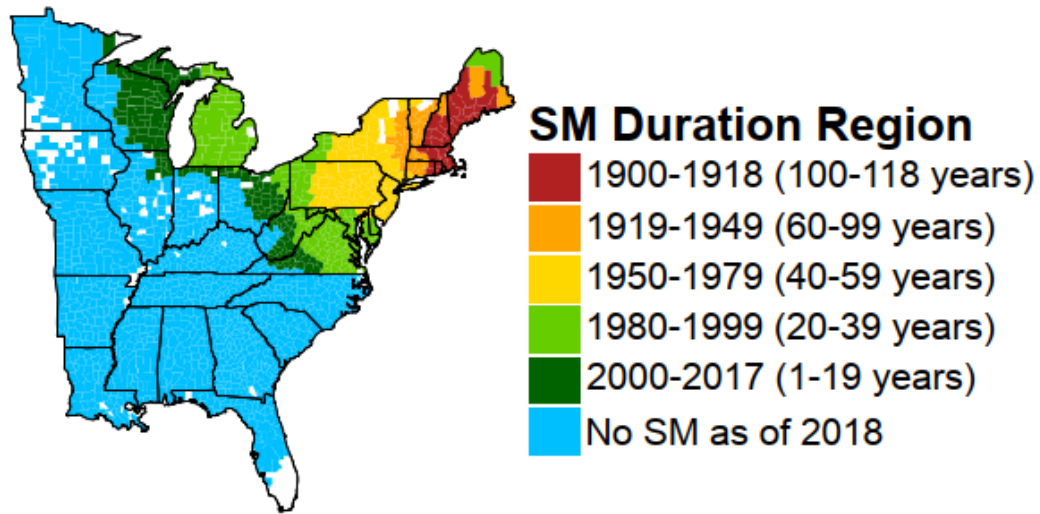 SM Duration Region
1900-1918 (100-118 years)
1919-1949 (60-99 years)
1950-1979 (40-59 years)
1980-1999 (20-39 years)
2000-2017 (1-19 years)
No SM as of 2018